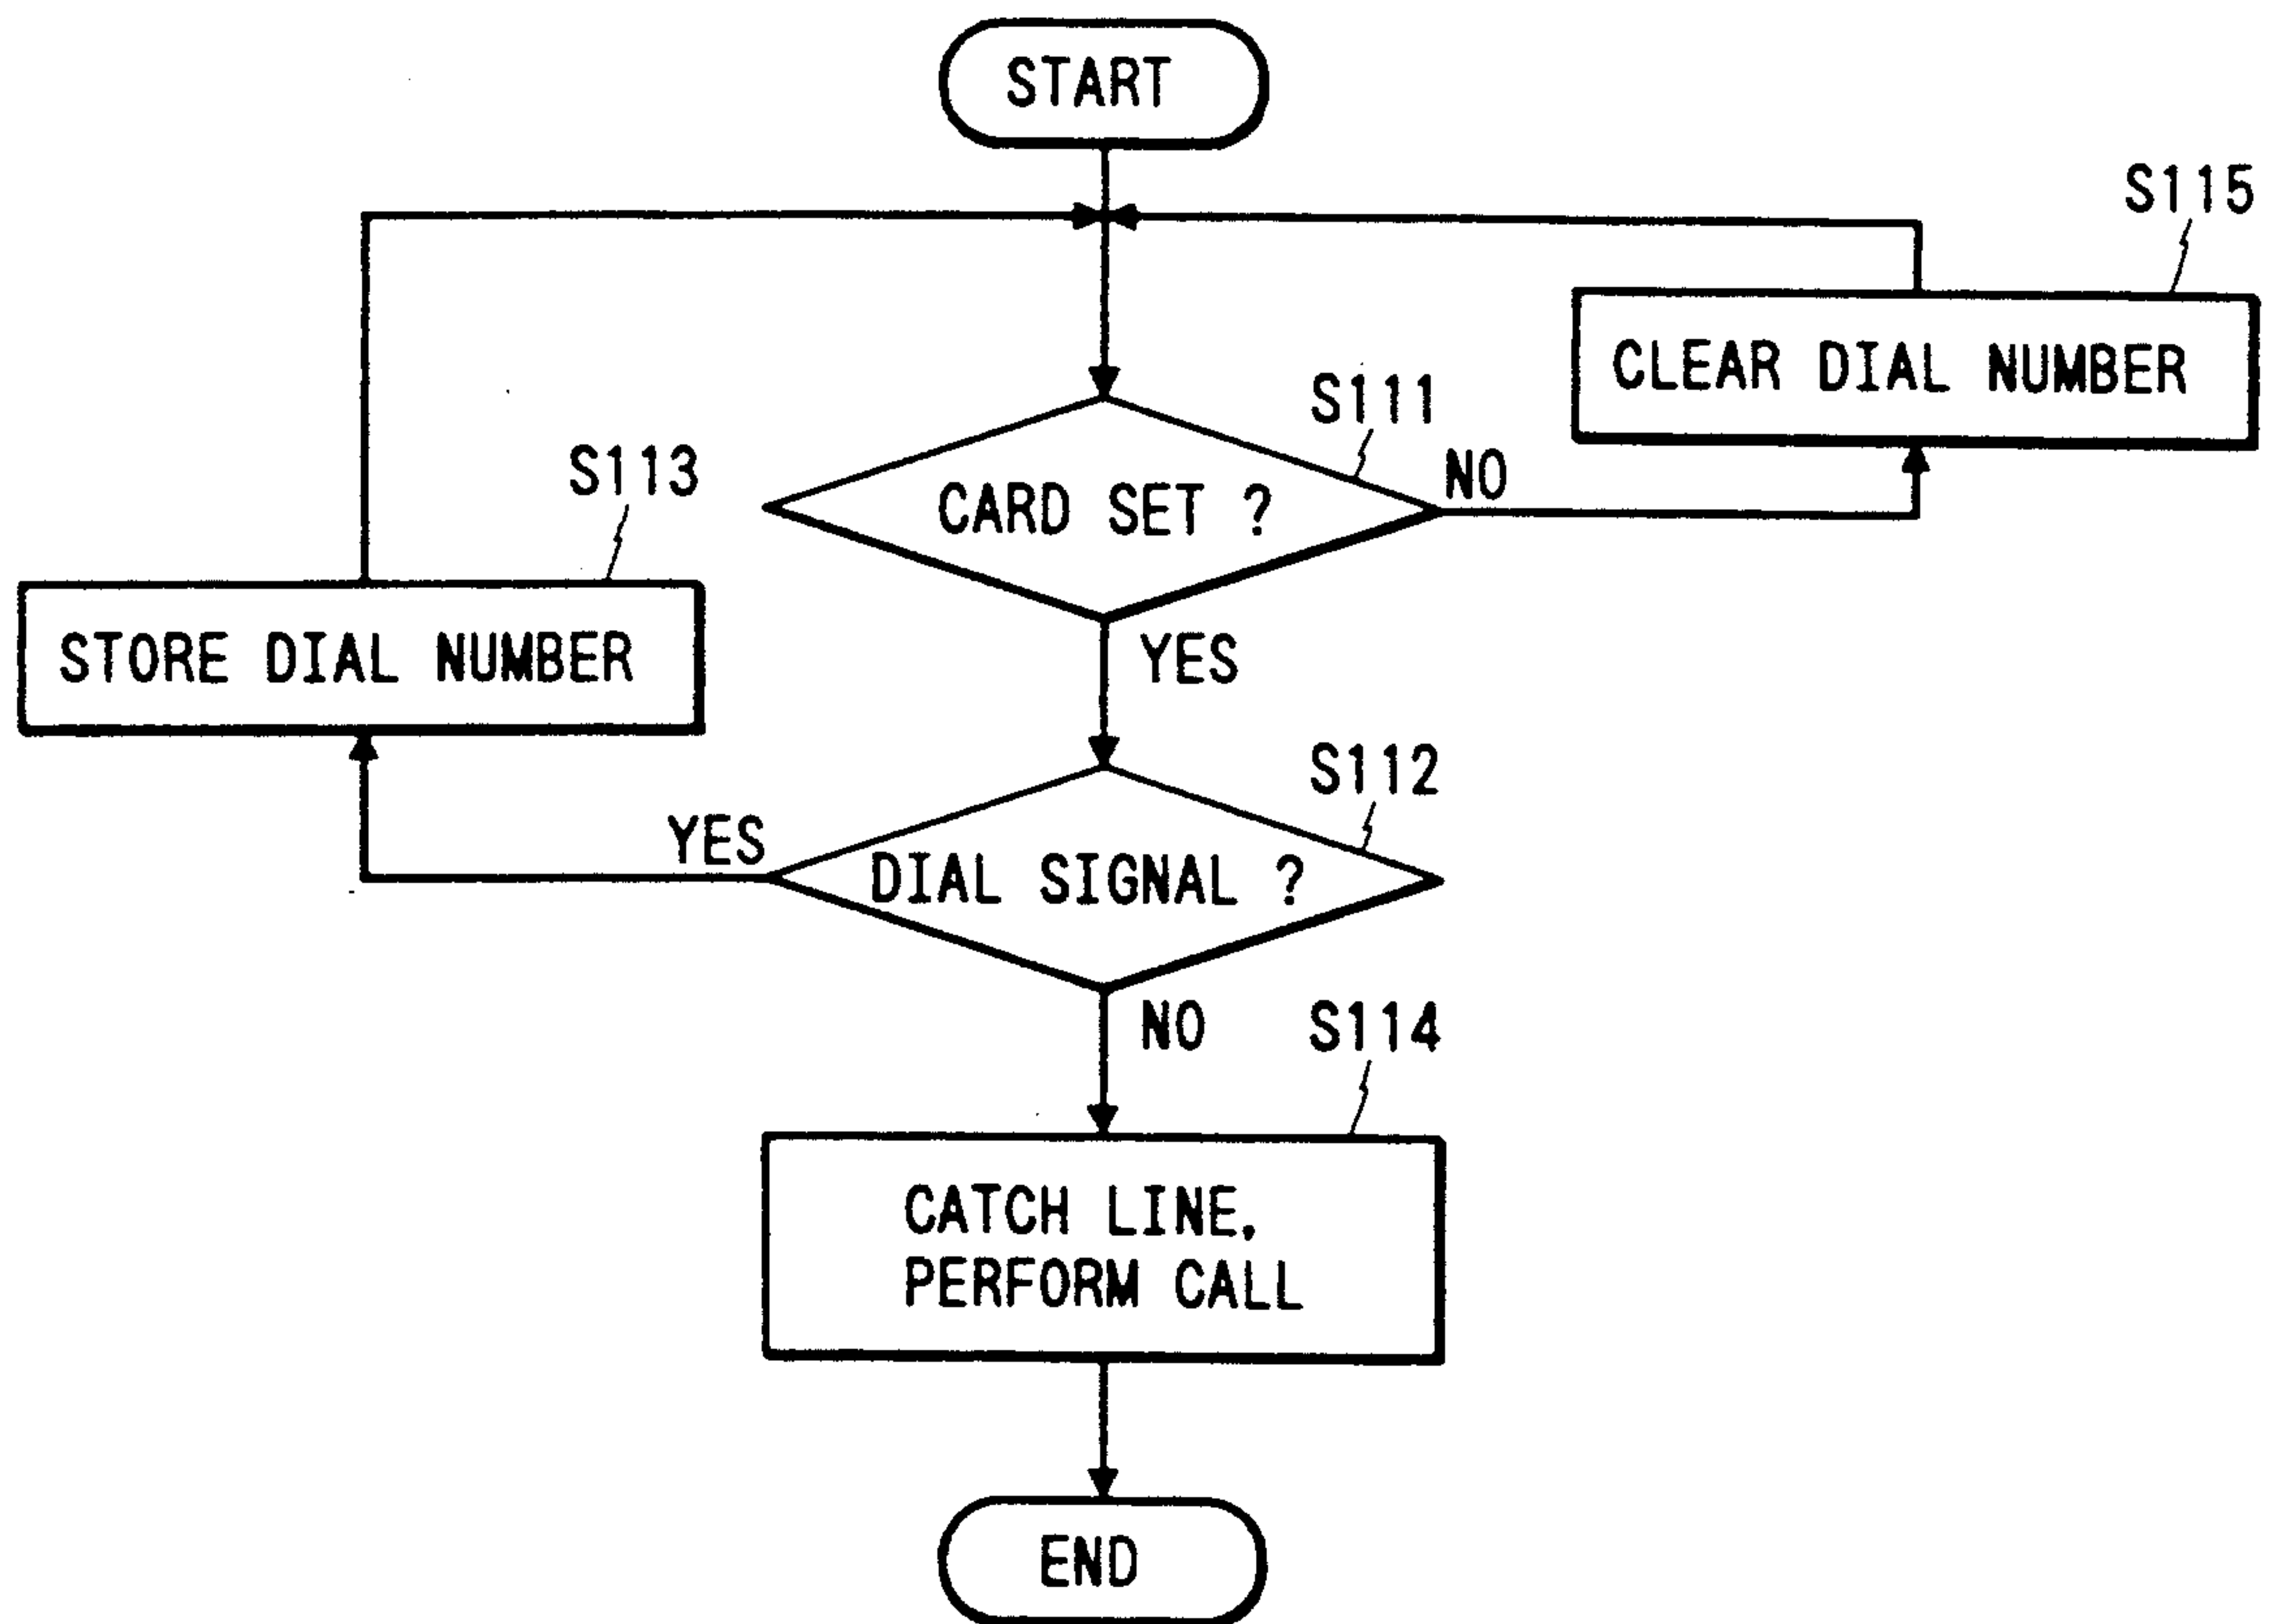 START
S115
CLEAR DIAL NUMBER
S111
CARD SET ?
NO
S113
STORE DIAL NUMBER
YES
S112
YES
DIAL SIGNAL ?
NO
S114
CATCH LINE,
PERFORM CALL
END